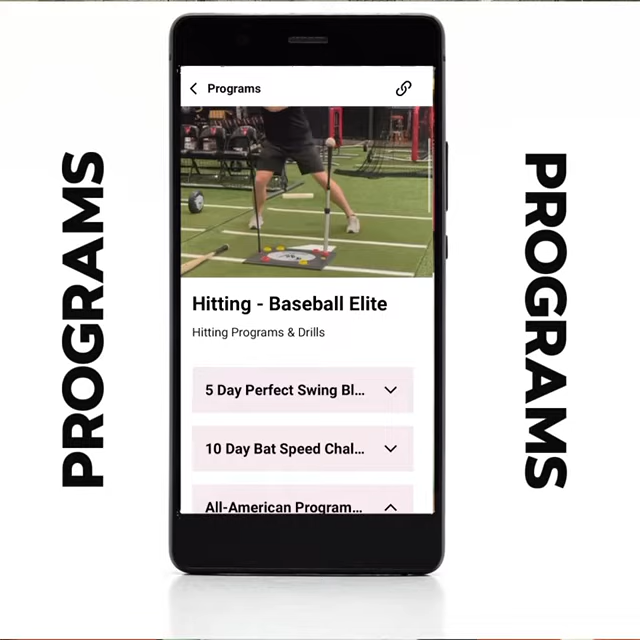 PROGRAMS
Programs
Hitting - Baseball Elite
Hitting Programs & Drills
5 Day Perfect Swing Bl...
10 Day Bat Speed Chal...
All-American Program...
PROGRAMS